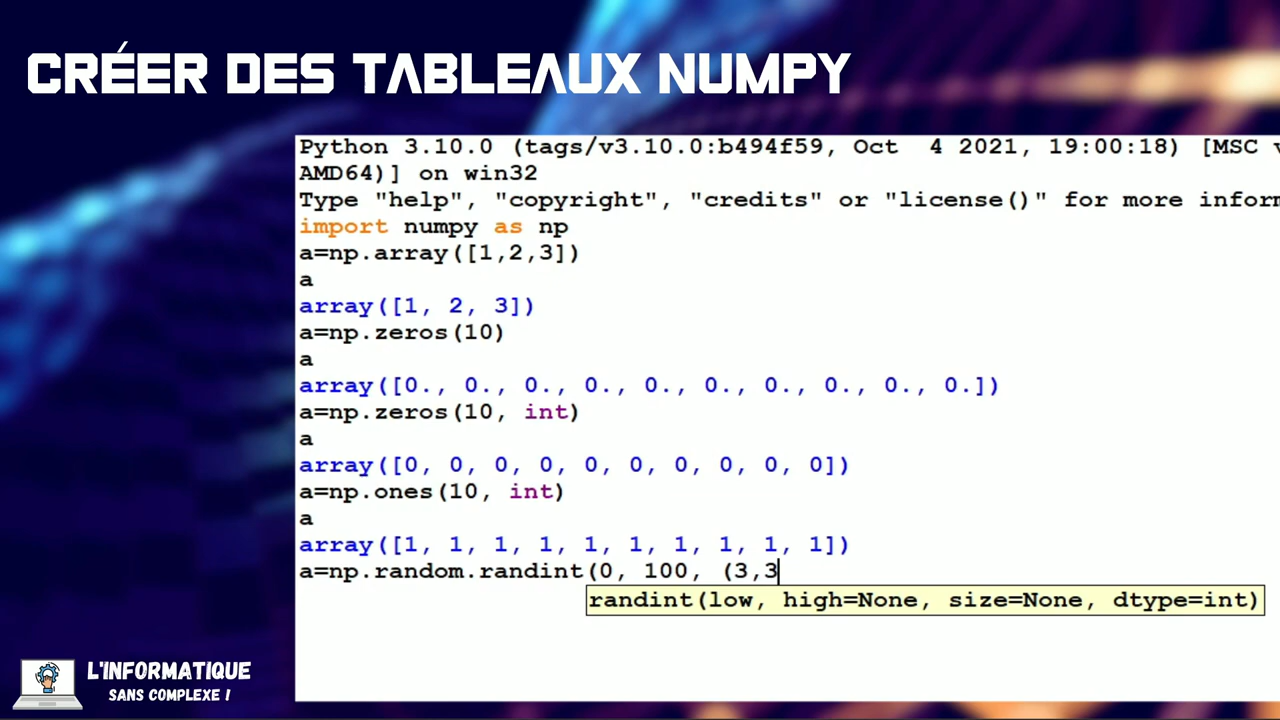 CRÉER DES TABLEAUX NUMPY
Python 3.10.0 (tags/v3.10.0:b494f59, Oct  4 2021, 19:00:18) [MSC v
AMD64)] on win32
Type "help", "copyright", "credits" or "license()" for more inform
import numpy as np
a=np.array([1,2,3])
a
array([1, 2, 3])
a=np.zeros(10)
a
array([0., 0., 0., 0., 0., 0., 0., 0., 0., 0.])
a=np.zeros(10, int)
a
array([0, 0, 0, 0, 0, 0, 0, 0, 0, 0])
a=np.ones(10, int)
a
array([1, 1, 1, 1, 1, 1, 1, 1, 1, 1])
a=np.random.randint(0, 100, (3,3
randint(low, high=None, size=None, dtype=int)
L'INFORMATIQUE
SANS COMPLEXE !